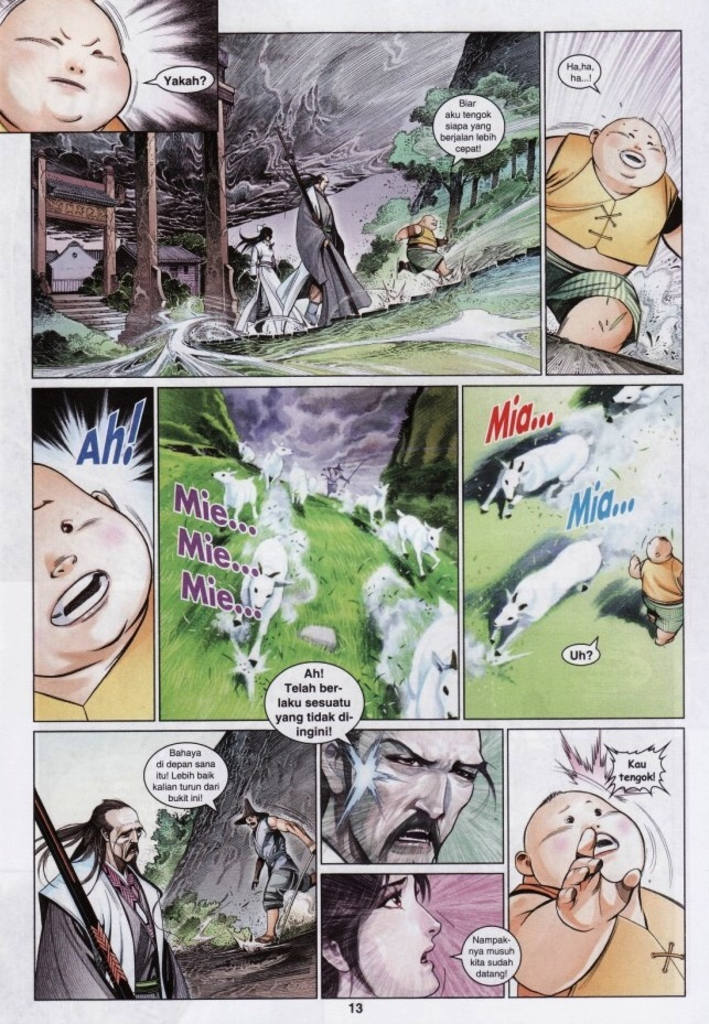 Yakah?
Biar
aku tengok
siapa yang
berjalan lebih
cepat!
Ha,ha,
ha...!
Ah!
Mie...
Mie...
Mie...
Mia...
Mia...
Uh?
Ah!
Telah ber-
laku sesuatu
yang tidak di-
ingini!
Bahaya
di depan sana
itu! Lebih baik
kalian turun dari
bukit ini!
Kau
tengok!
Nampak-
nya musuh
kita sudah
datang!
13